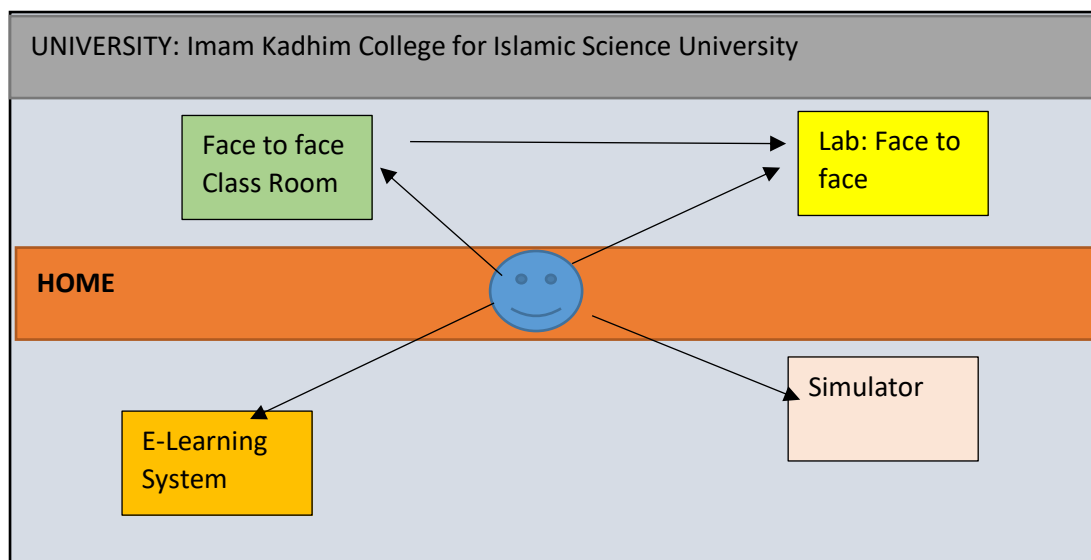 UNIVERSITY: Imam Kadhim College for Islamic Science University
Face to face
Class Room
Lab: Face to
face
HOME
E-Learning
System
Simulator